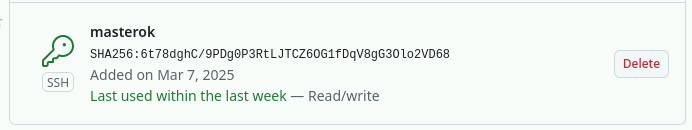 masterok
SHA256:6t78dghC/9PDg0P3RtLJTCZ6OG1fDqV8gG3Olo2VD68
SSH
Added on Mar 7, 2025
Delete
Last used within the last week — Read/write